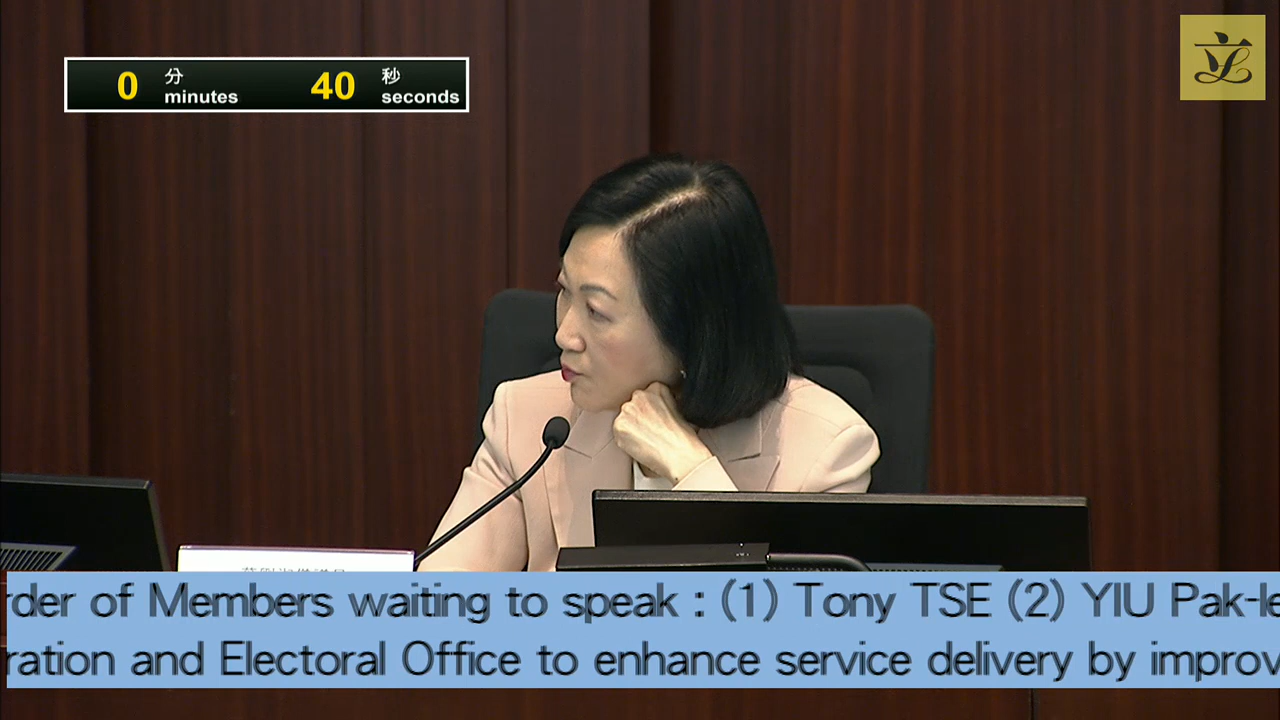 0 分 40 秒
minutes seconds
rder of Members waiting to speak : (1) Tony TSE (2) YIU Pak-le
ration and Electoral Office to enhance service delivery by improv